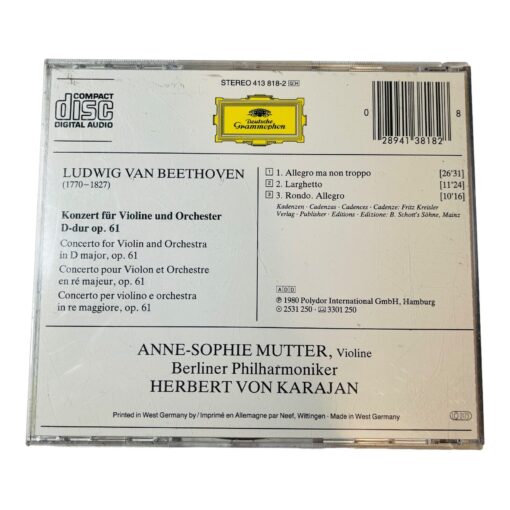 COMPACT
disc
DIGITAL AUDIO
STEREO 413 818-2 GH
Deutsche
Grammophon
0 28941 38182 8
LUDWIG VAN BEETHOVEN
(1770–1827)
Konzert für Violine und Orchester
D-dur op. 61
Concerto for Violin and Orchestra
in D major, op. 61
Concerto pour Violon et Orchestre
en ré majeur, op. 61
Concerto per violino e orchestra
in re maggiore, op. 61
1 1. Allegro ma non troppo [26'31]
2 2. Larghetto [11'24]
3 3. Rondo. Allegro [10'16]
Kadenzen · Cadenzas · Cadences · Cadenze: Fritz Kreisler
Verlag · Publisher · Editions · Edizione: B. Schott's Söhne, Mainz
ADD
℗ 1980 Polydor International GmbH, Hamburg
2531 250 · 3301 250
ANNE-SOPHIE MUTTER, Violine
Berliner Philharmoniker
HERBERT VON KARAJAN
Printed in West Germany by / Imprimé en Allemagne par Neef, Wittingen · Made in West Germany